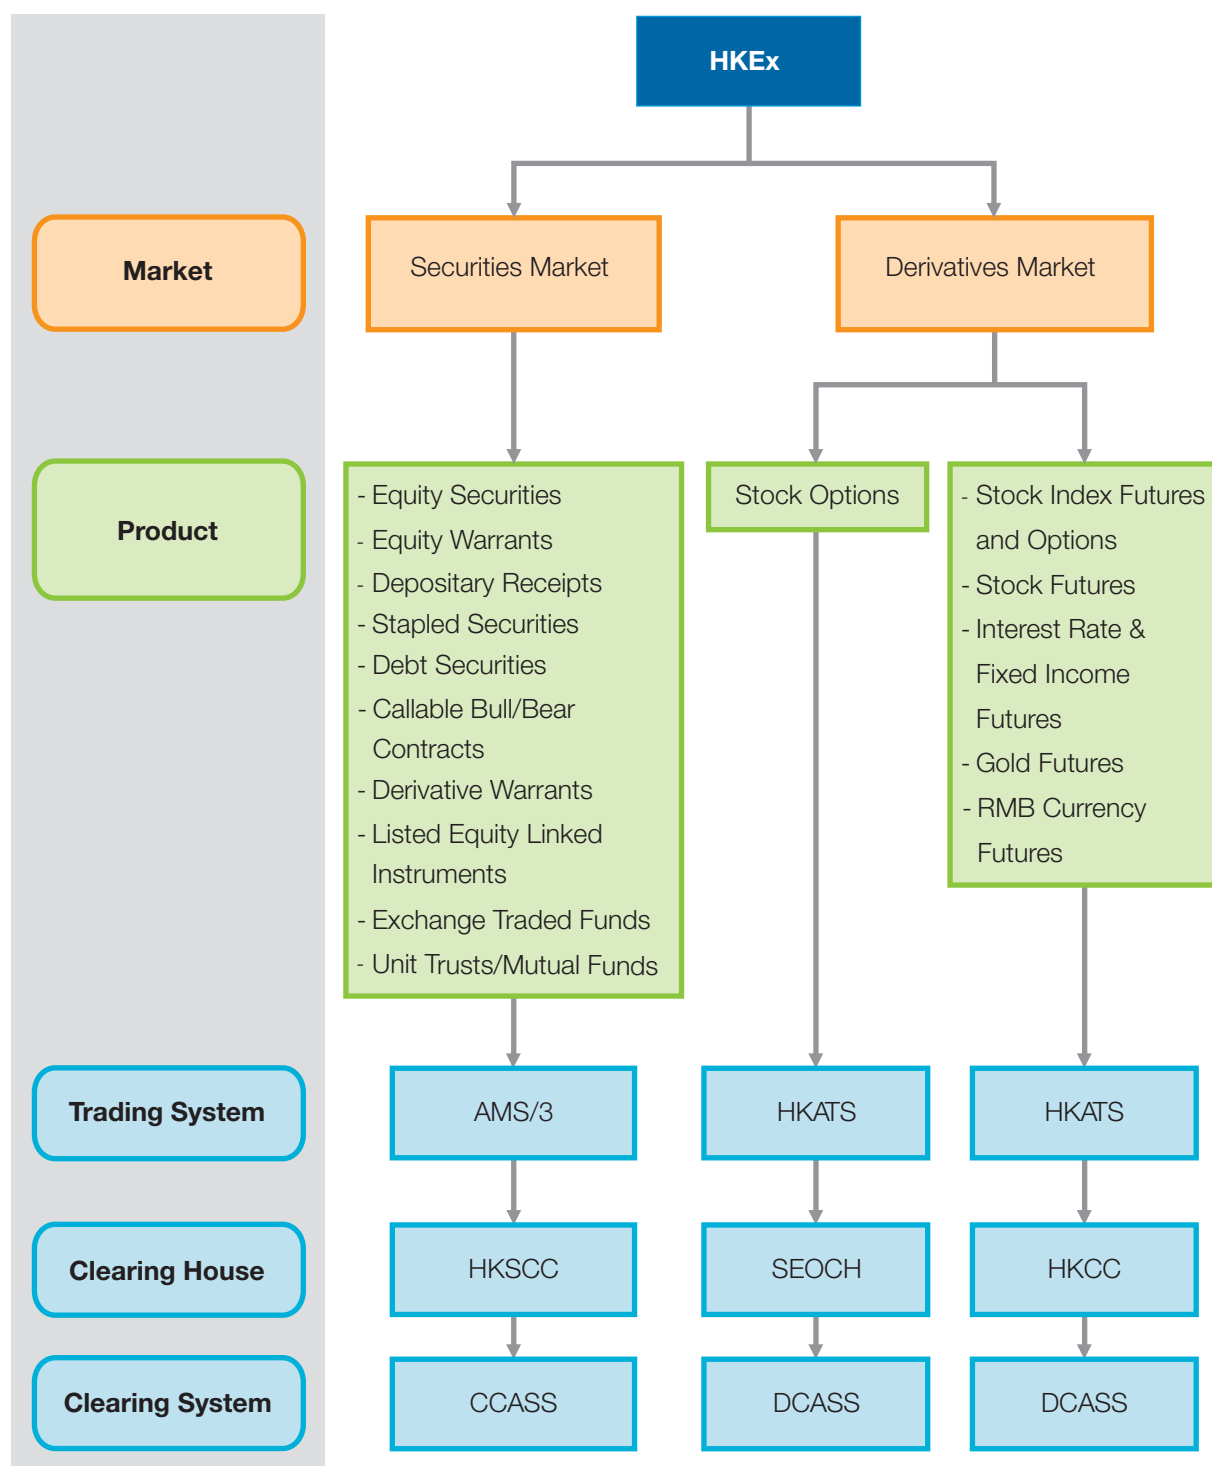 HKEx
Market
Securities Market
Derivatives Market
Product
- Equity Securities
- Equity Warrants
- Depositary Receipts
- Stapled Securities
- Debt Securities
- Callable Bull/Bear
Contracts
- Derivative Warrants
- Listed Equity Linked
Instruments
- Exchange Traded Funds
- Unit Trusts/Mutual Funds
Stock Options
- Stock Index Futures
and Options
- Stock Futures
- Interest Rate &
Fixed Income
Futures
- Gold Futures
- RMB Currency
Futures
Trading System
AMS/3
HKATS
HKATS
Clearing House
HKSCC
SEOCH
HKCC
Clearing System
CCASS
DCASS
DCASS